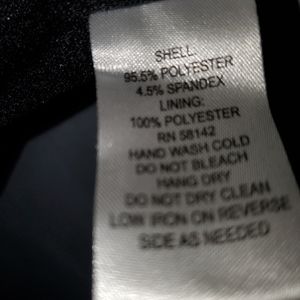 SHELL:
95.5% POLYESTER
4.5% SPANDEX
LINING:
100% POLYESTER
RN 58142
HAND WASH COLD
DO NOT BLEACH
HANG DRY
DO NOT DRY CLEAN
LOW IRON ON REVERSE
SIDE AS NEEDED